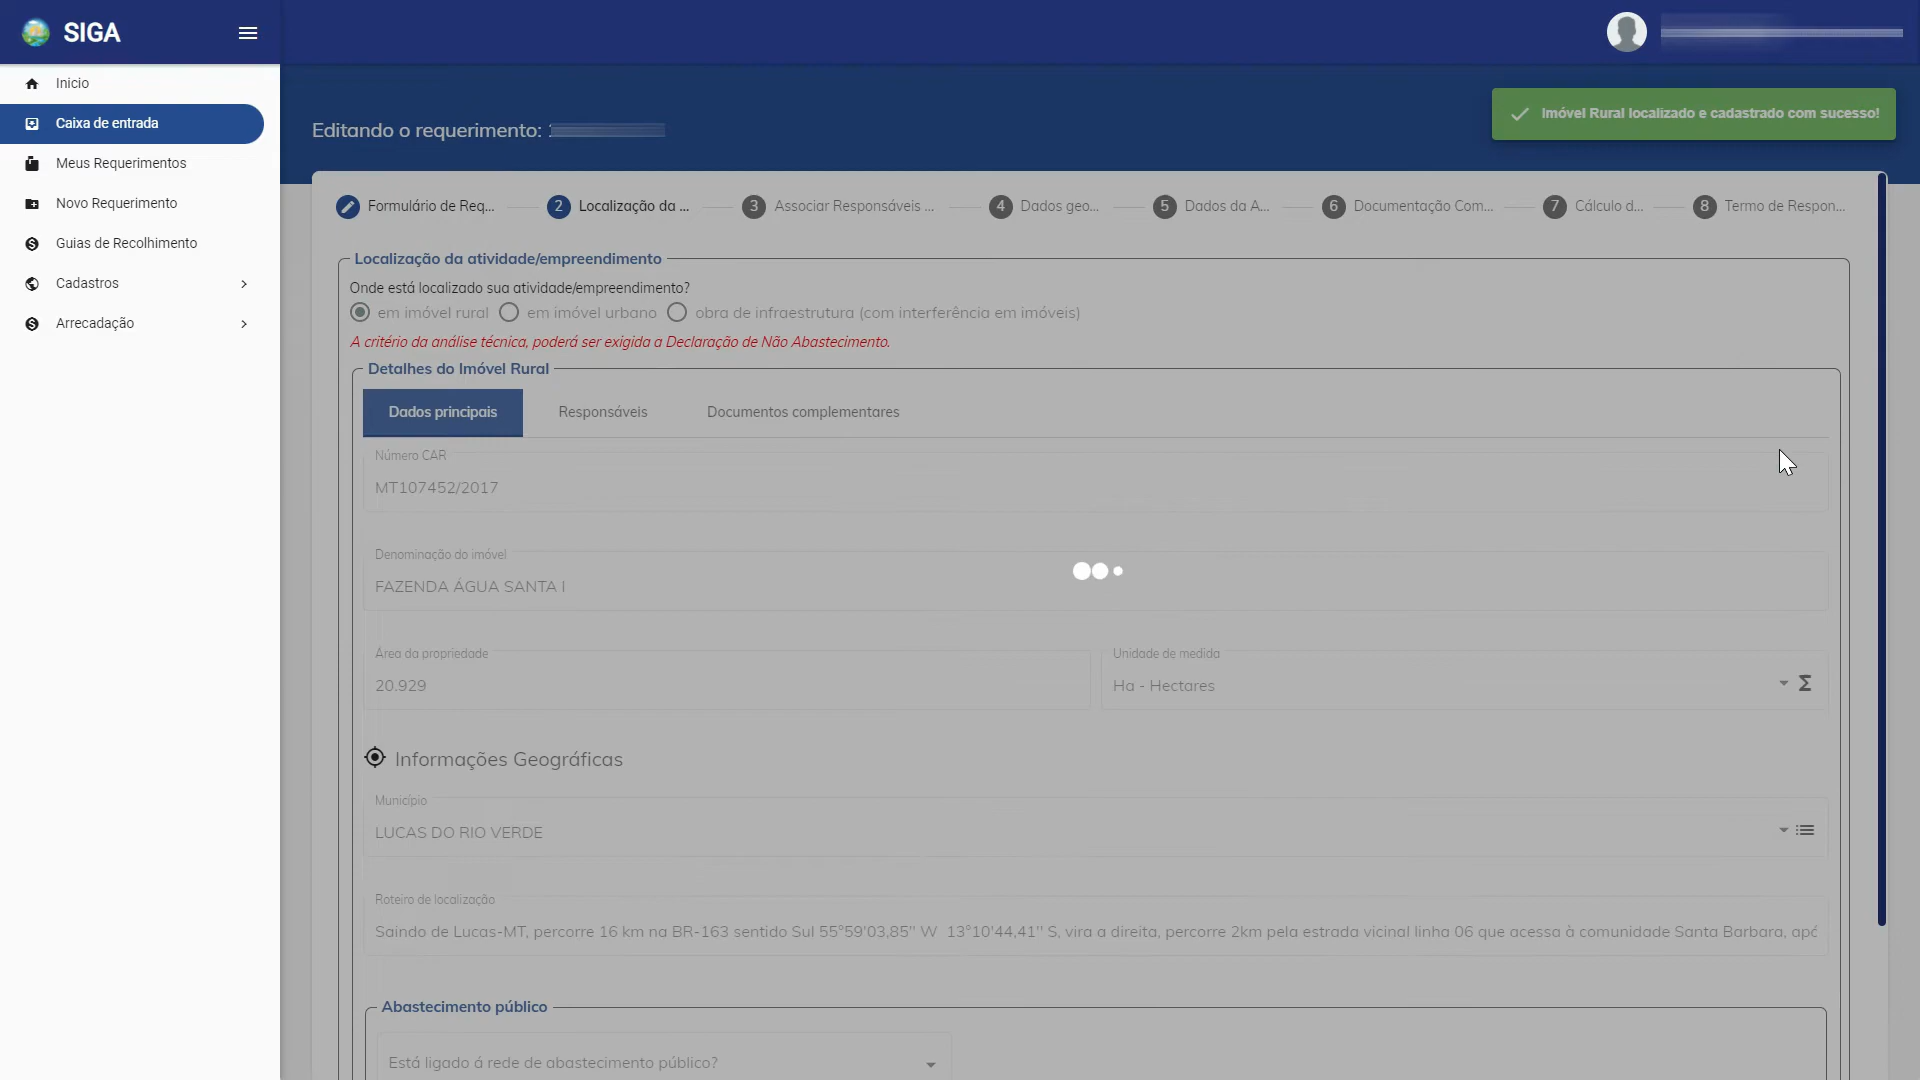 SIGA
Inicio
Caixa de entrada
Meus Requerimentos
Novo Requerimento
Guias de Recolhimento
Cadastros
Arrecadação
Editando o requerimento:
Imóvel Rural localizado e cadastrado com sucesso!
Formulário de Req... 2 Localização da ... 3 Associar Responsáveis ... 4 Dados geo... 5 Dados da A... 6 Documentação Com... 7 Cálculo d... 8 Termo de Respon...
Localização da atividade/empreendimento
Onde está localizado sua atividade/empreendimento?
em imóvel rural em imóvel urbano obra de infraestrutura (com interferência em imóveis)
A critério da análise técnica, poderá ser exigida a Declaração de Não Abastecimento.
Detalhes do Imóvel Rural
Dados principais Responsáveis Documentos complementares
Número CAR
MT107452/2017
Denominação do imóvel
FAZENDA ÁGUA SANTA I
Área da propriedade Unidade de medida
20.929 Ha - Hectares
Informações Geográficas
Município
LUCAS DO RIO VERDE
Roteiro de localização
Saindo de Lucas-MT, percorre 16 km na BR-163 sentido Sul 55°59'03,85'' W 13°10'44,41'' S, vira a direita, percorre 2km pela estrada vicinal linha 06 que acessa à comunidade Santa Barbara, apó
Abastecimento público
Está ligado á rede de abastecimento público?